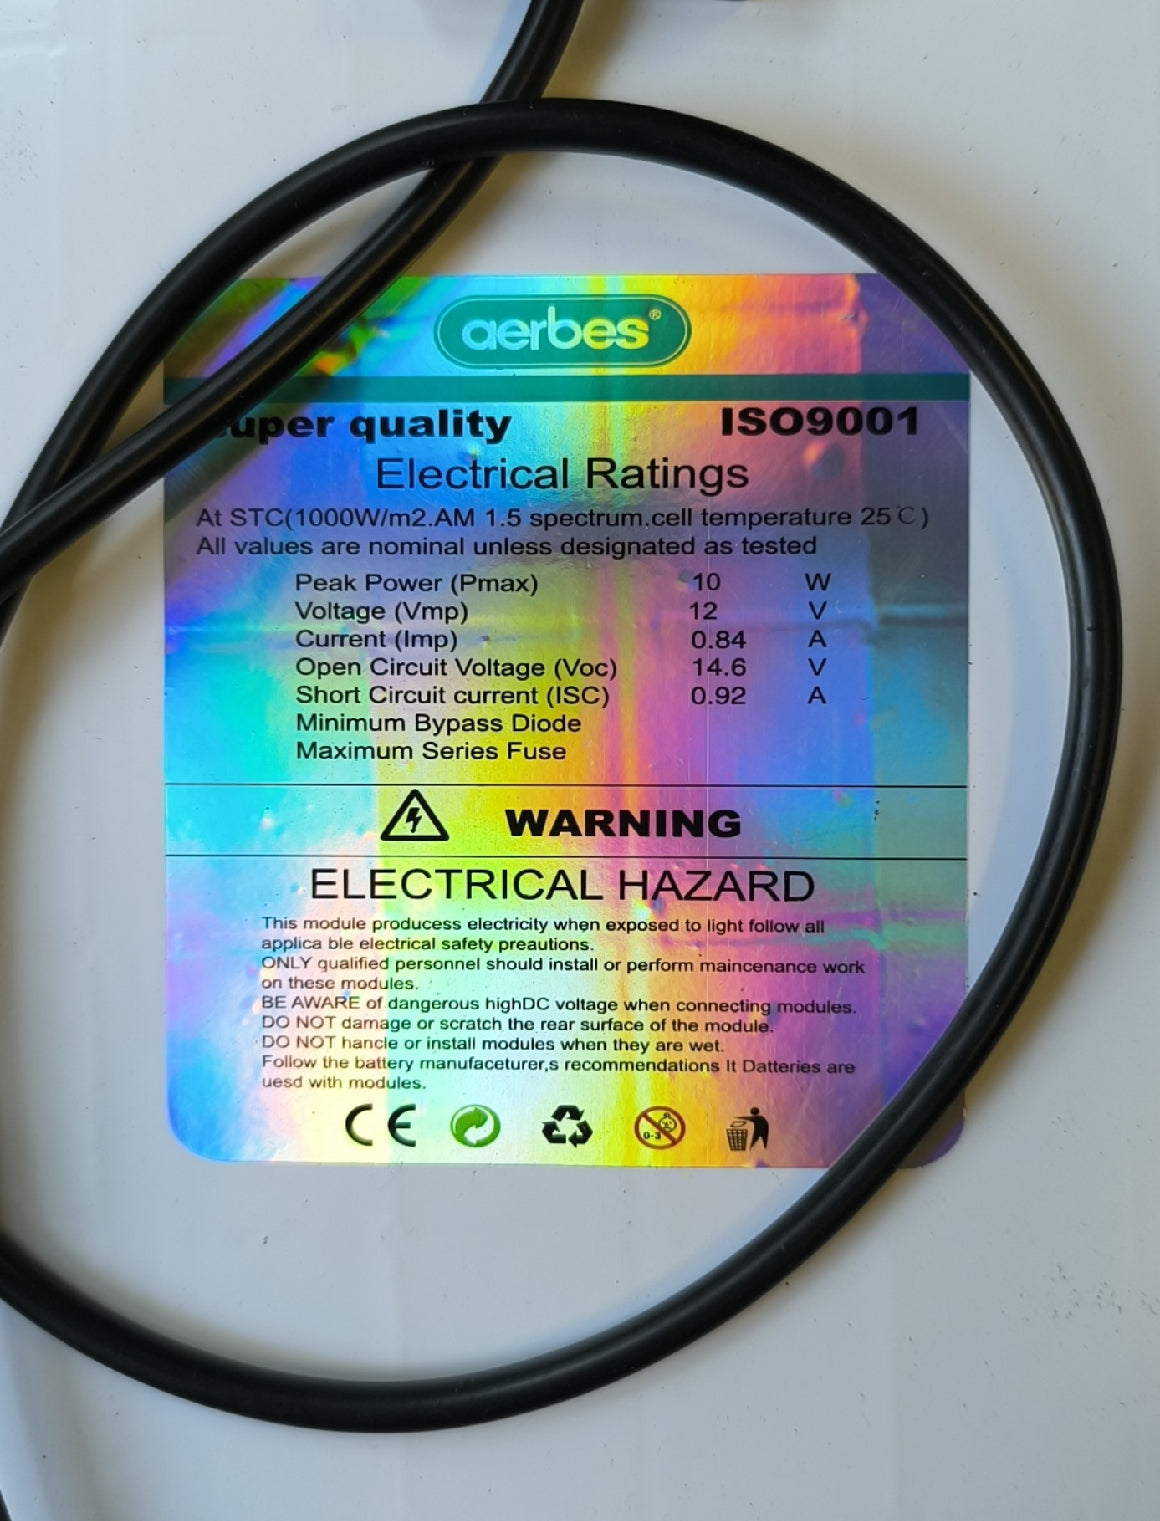 aerbes®
Super quality ISO9001
Electrical Ratings
At STC(1000W/m2.AM 1.5 spectrum,cell temperature 25℃)
All values are nominal unless designated as tested
Peak Power (Pmax) 10 W
Voltage (Vmp) 12 V
Current (Imp) 0.84 A
Open Circuit Voltage (Voc) 14.6 V
Short Circuit current (ISC) 0.92 A
Minimum Bypass Diode
Maximum Series Fuse
WARNING
ELECTRICAL HAZARD
This module producess electricity when exposed to light follow all
applica ble electrical safety preautions.
ONLY qualified personnel should install or perform maincenance work
on these modules.
BE AWARE of dangerous highDC voltage when connecting modules.
DO NOT damage or scratch the rear surface of the module.
DO NOT hancle or install modules when they are wet.
Follow the battery manufaceturer,s recommendations It Datteries are
uesd with modules.
CE 0-3